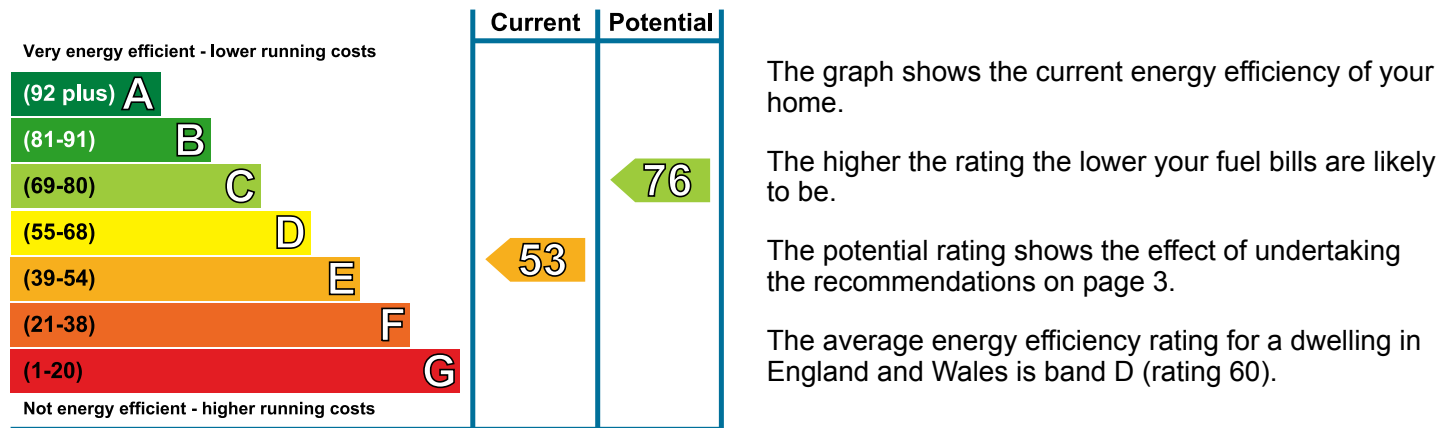 Current Potential
Very energy efficient - lower running costs
(92 plus) A
(81-91) B
(69-80) C
76
(55-68) D
53
(39-54) E
(21-38) F
(1-20) G
Not energy efficient - higher running costs
The graph shows the current energy efficiency of your
home.
The higher the rating the lower your fuel bills are likely
to be.
The potential rating shows the effect of undertaking
the recommendations on page 3.
The average energy efficiency rating for a dwelling in
England and Wales is band D (rating 60).